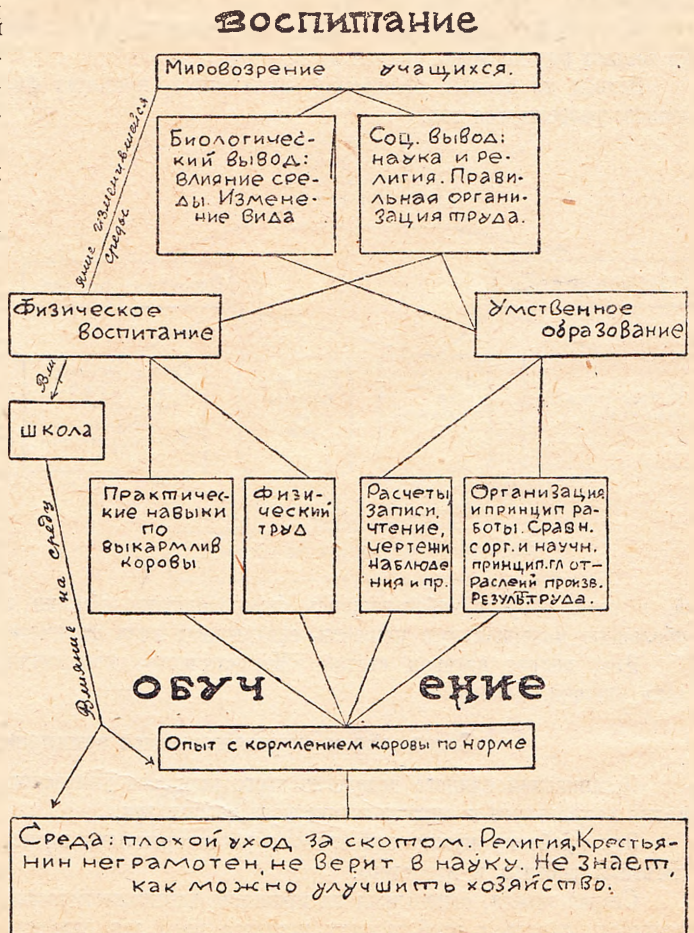 Воспитание
Мировозрение учащихся.
Биологичес-
кий вывод:
влияние сре-
ды. Измене-
ние вида
Соц. вывод:
наука и ре-
лигия. Прави-
льная органи-
зация труда.
яние изменившейся
среды
Физическое
воспитание
Умственное
образование
Вли
школа
Практичес-
кие навыки
по
выкармлив
коровы
Физи-
ческий
труд
Расчеты,
записи,
чтение,
чертежи
наблюде
ния и пр.
Организация
и принцип ра-
боты. Сравн.
с орг. и научн.
принцип. гл от-
раслей произв.
Результ. труда.
Влияние на среду
обуч ение
Опыт с кормлением коровы по норме
Среда: плохой уход за скотом. Религия, Крестья-
нин неграмотен, не верит в науку. Не знает,
как можно улучшить хозяйство.